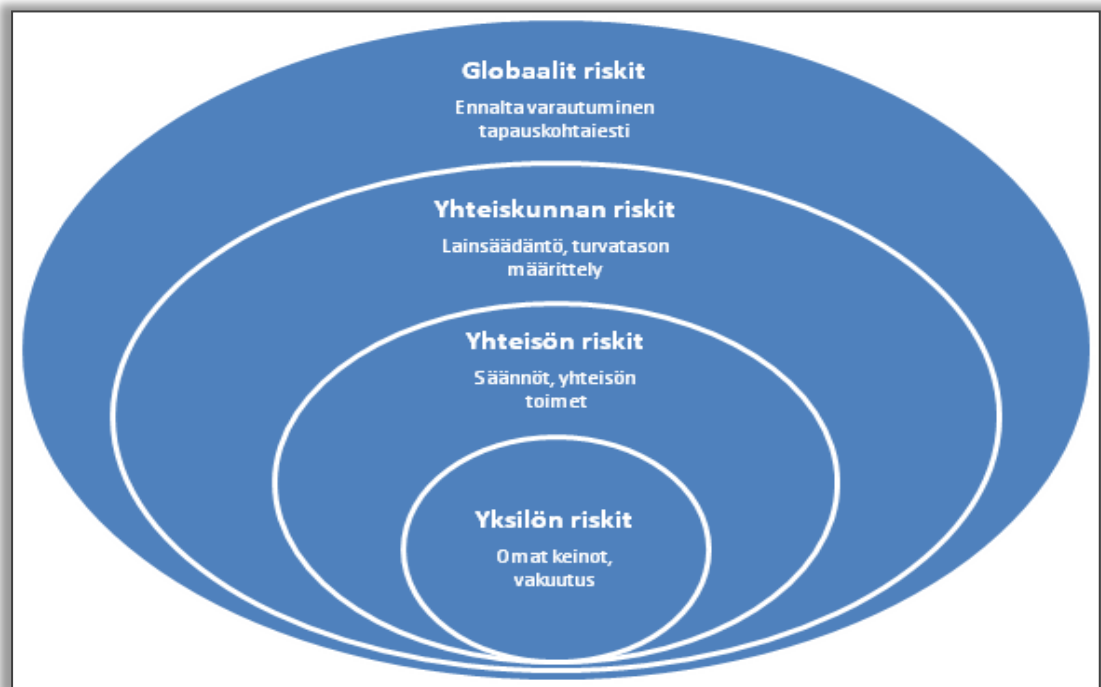 Globaalit riskit
Ennalta varautuminen
tapauskohtaiesti
Yhteiskunnan riskit
Lainsäädäntö, turvatason
määrittely
Yhteisön riskit
Säännöt, yhteisön
toimet
Yksilön riskit
Omat keinot,
vakuutus